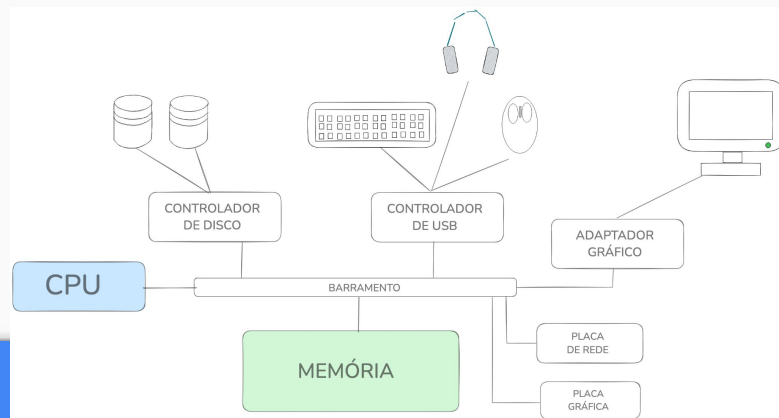 CONTROLADOR
DE DISCO
CONTROLADOR
DE USB
ADAPTADOR
GRÁFICO
CPU
BARRAMENTO
MEMÓRIA
PLACA
DE REDE
PLACA
GRÁFICA